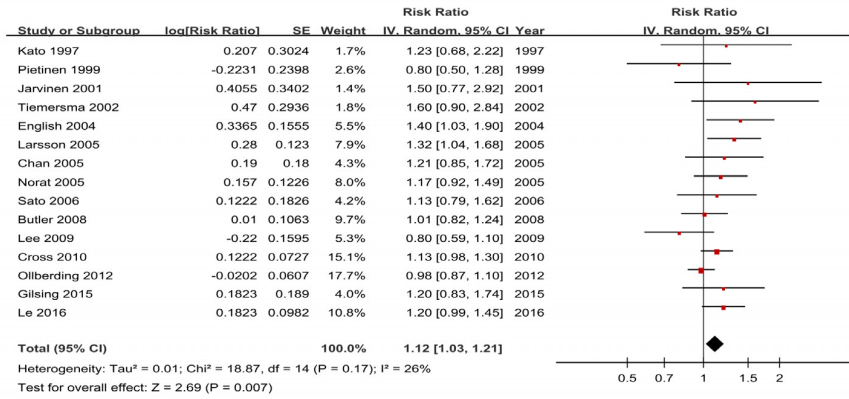 Risk Ratio Risk Ratio
Study or Subgroup log[Risk Ratio] SE Weight IV, Random, 95% CI Year IV, Random, 95% CI
Kato 1997 0.207 0.3024 1.7% 1.23 [0.68, 2.22] 1997
Pietinen 1999 -0.2231 0.2398 2.6% 0.80 [0.50, 1.28] 1999
Jarvinen 2001 0.4055 0.3402 1.4% 1.50 [0.77, 2.92] 2001
Tiemersma 2002 0.47 0.2936 1.8% 1.60 [0.90, 2.84] 2002
English 2004 0.3365 0.1555 5.5% 1.40 [1.03, 1.90] 2004
Larsson 2005 0.28 0.123 8.0% 1.32 [1.04, 1.68] 2005
Chan 2005 0.19 0.18 4.3% 1.21 [0.85, 1.72] 2005
Norat 2005 0.157 0.1226 8.0% 1.17 [0.92, 1.49] 2005
Sato 2006 0.1222 0.1826 4.2% 1.13 [0.79, 1.62] 2006
Butler 2008 0.01 0.1063 9.7% 1.01 [0.82, 1.24] 2008
Lee 2009 -0.22 0.1595 5.3% 0.80 [0.59, 1.10] 2009
Cross 2010 0.1222 0.0727 15.1% 1.13 [0.98, 1.30] 2010
Ollberding 2012 -0.0202 0.0607 17.7% 0.98 [0.87, 1.10] 2012
Gilsing 2015 0.1823 0.189 4.0% 1.20 [0.83, 1.74] 2015
Le 2016 0.1823 0.0982 10.8% 1.20 [0.99, 1.45] 2016
Total (95% CI) 100.0% 1.12 [1.03, 1.21]
Heterogeneity: Tau² = 0.01; Chi² = 18.87, df = 14 (P = 0.17); I² = 26%
Test for overall effect: Z = 2.69 (P = 0.007)
0.5 0.7 1 1.5 2